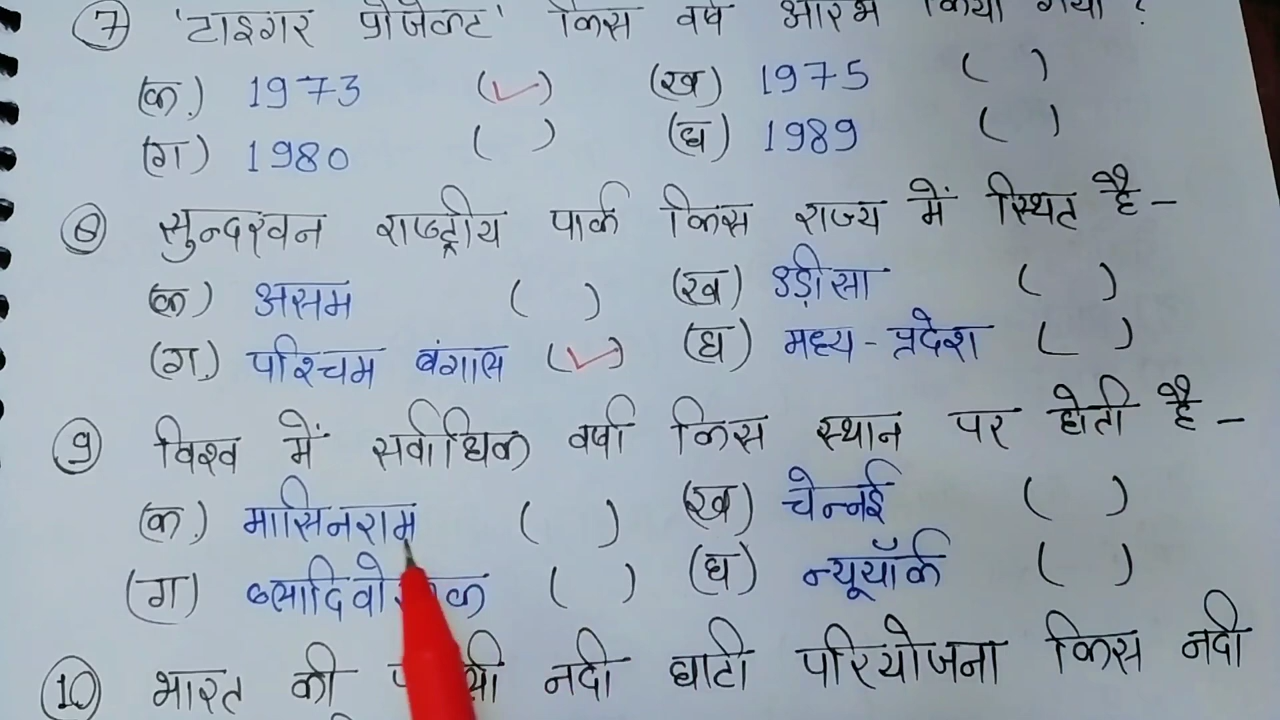 ⑦ 'टाइगर प्रोजेक्ट' किस वर्ष आरंभ किया गया ?
(क.) 1973 (✓) (ख) 1975 ( )
(ग) 1980 ( ) (घ) 1989 ( )
⑧ सुन्दरवन राष्ट्रीय पार्क किस राज्य में स्थित है -
(क) असम ( ) (ख) उड़ीसा ( )
(ग.) पश्चिम बंगाल (✓) (घ) मध्य-प्रदेश ( )
⑨ विश्व में सर्वाधिक वर्षा किस स्थान पर होती है -
(क.) मासिनराम ( ) (ख) चेन्नई ( )
(ग) ( ) (घ) न्यूयॉर्क ( )
⑩ भारत की नदी घाटी परियोजना किस नदी